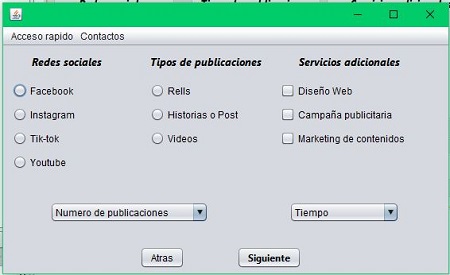 Acceso rapido Contactos
Redes sociales Tipos de publicaciones Servicios adicionales
Facebook Rells Diseño Web
Instagram Historias o Post Campaña publicitaria
Tik-tok Videos Marketing de contenidos
Youtube
Numero de publicaciones Tiempo
Atras Siguiente